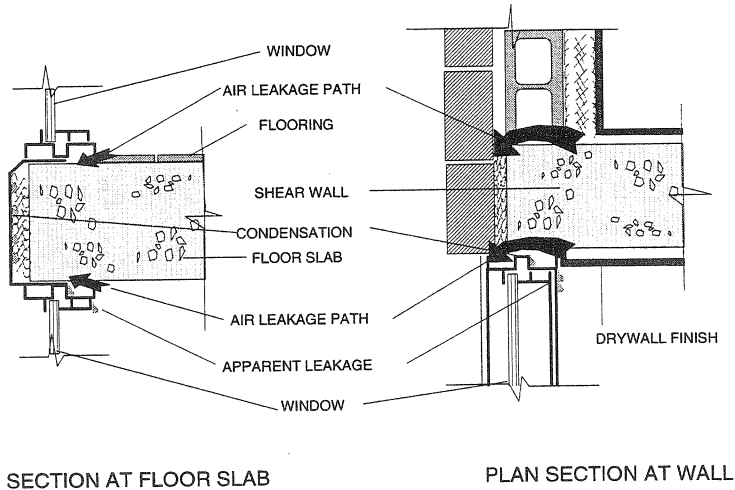 WINDOW
AIR LEAKAGE PATH
FLOORING
SHEAR WALL
CONDENSATION
FLOOR SLAB
AIR LEAKAGE PATH
DRYWALL FINISH
APPARENT LEAKAGE
WINDOW
SECTION AT FLOOR SLAB
PLAN SECTION AT WALL